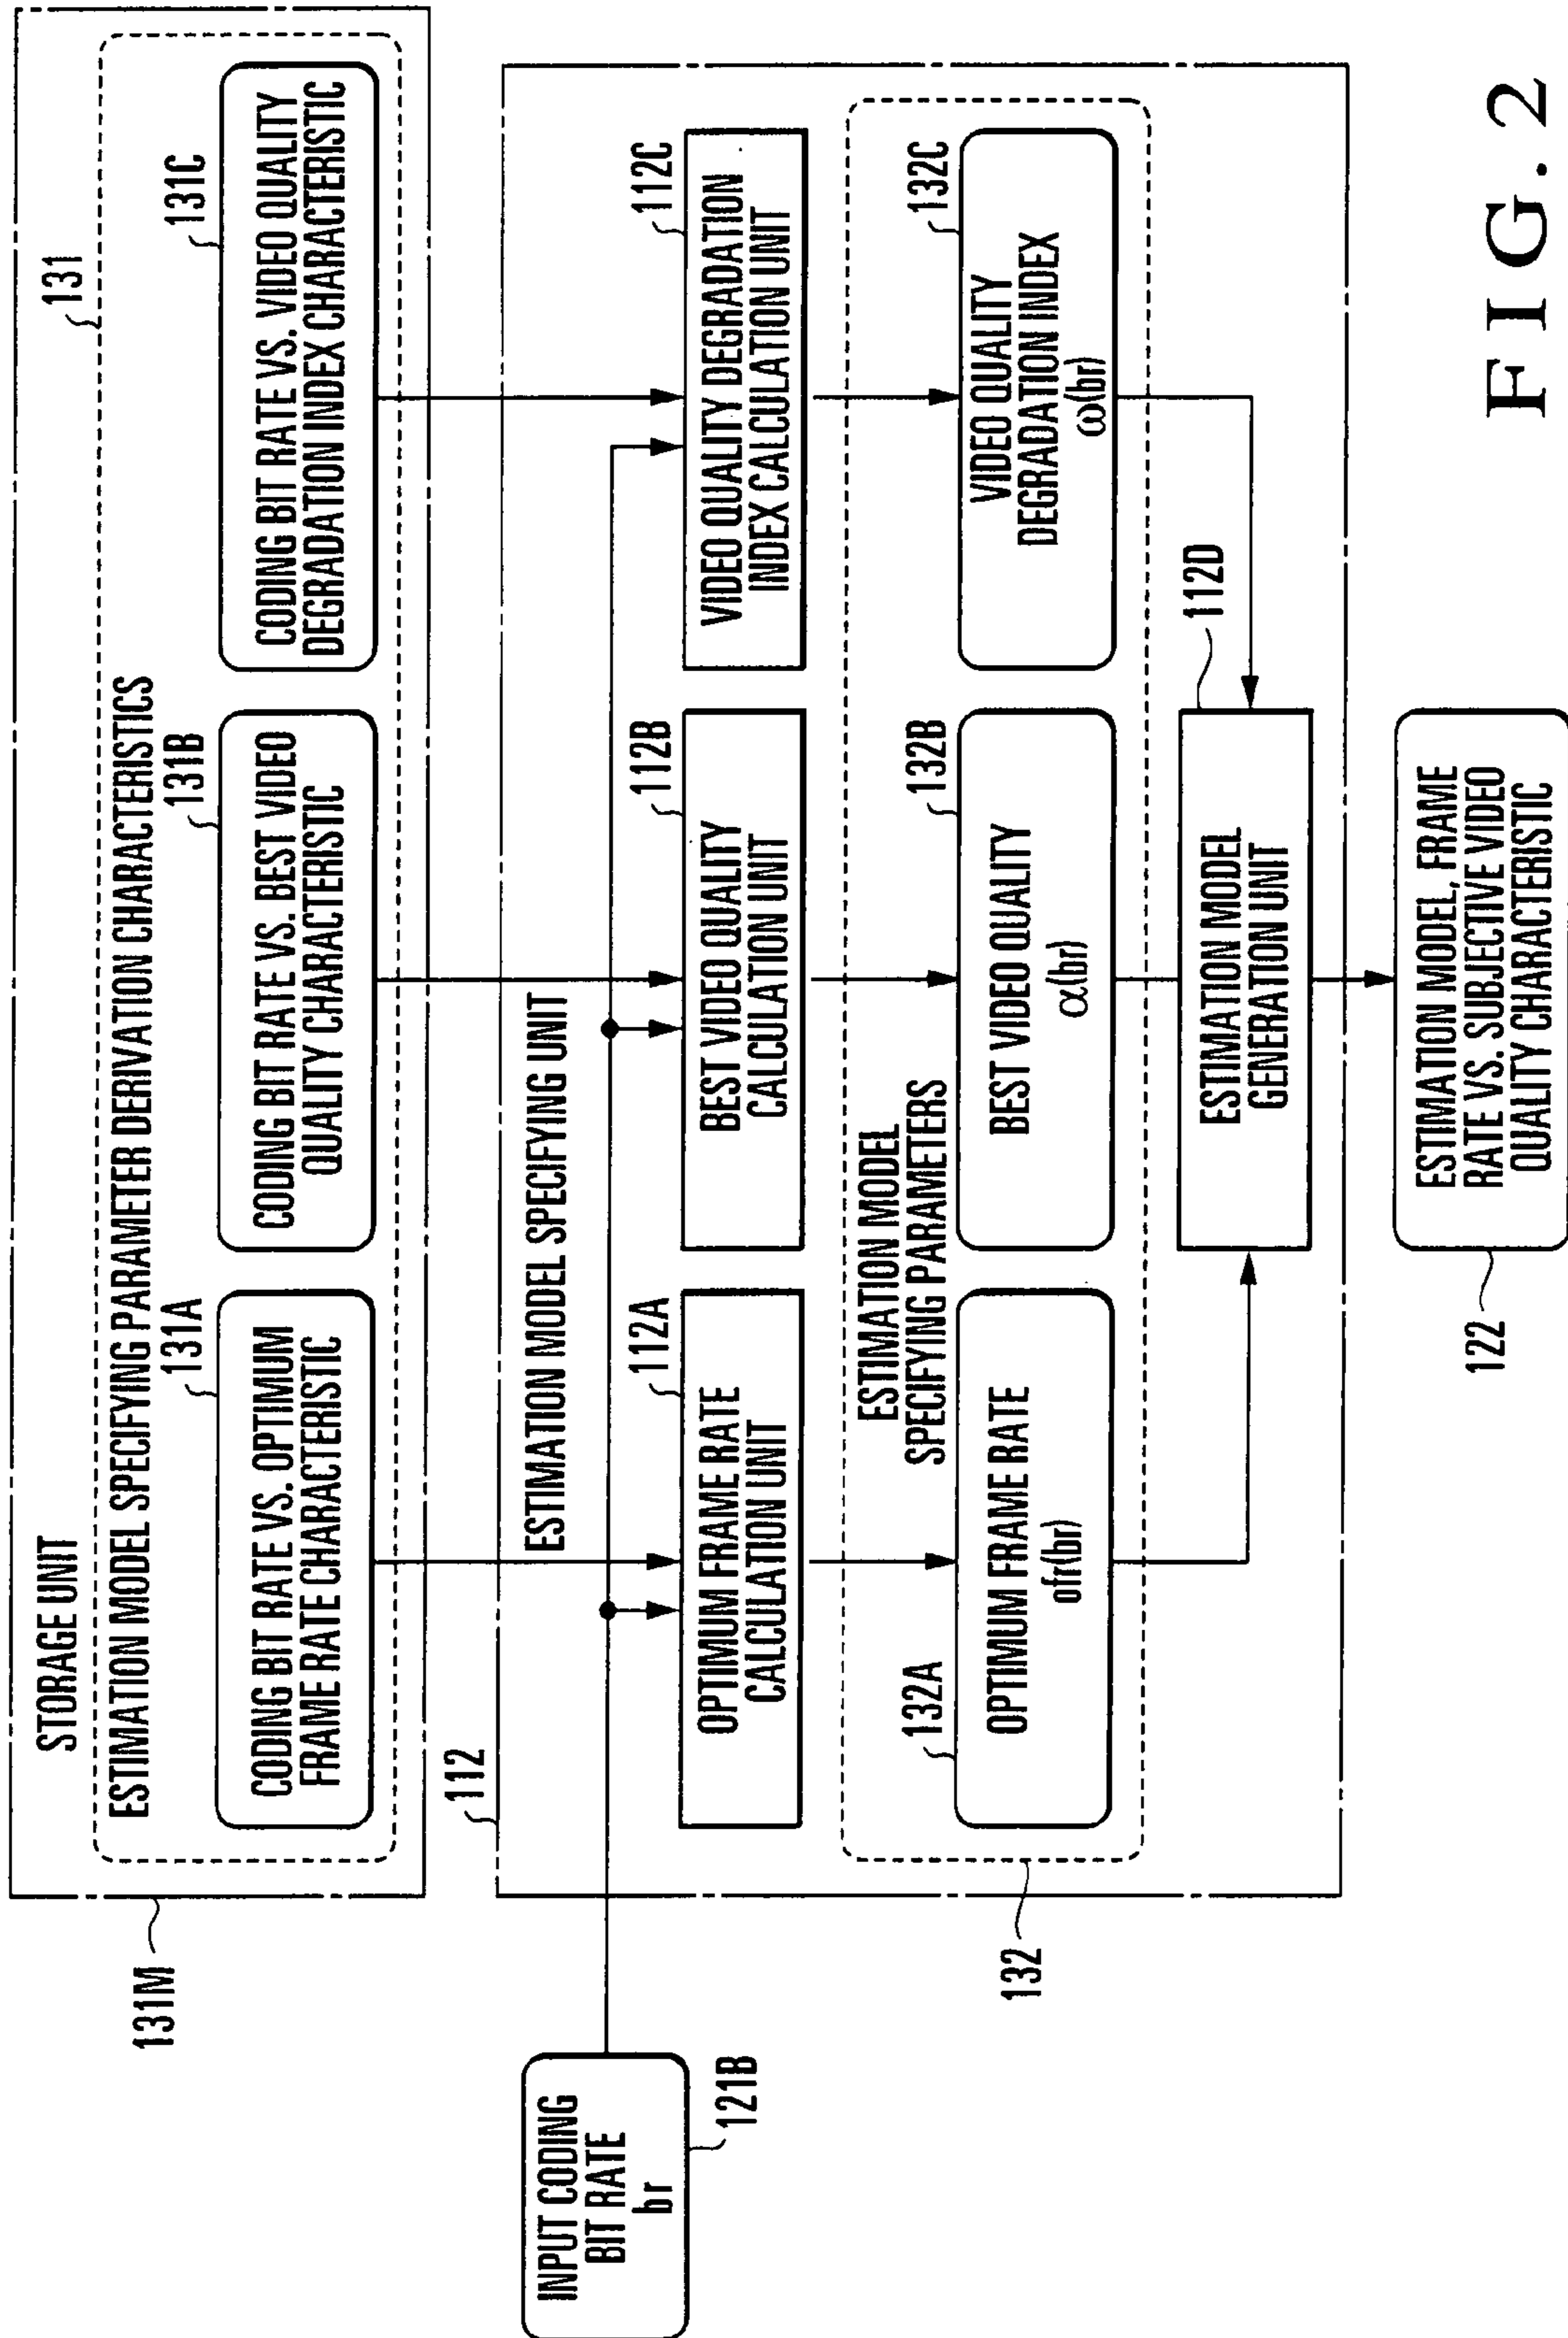 STORAGE UNIT
131
ESTIMATION MODEL SPECIFYING PARAMETER DERIVATION CHARACTERISTICS
131A
131B
131C
CODING BIT RATE VS. OPTIMUM
FRAME RATE CHARACTERISTIC
CODING BIT RATE VS. BEST VIDEO
QUALITY CHARACTERISTIC
CODING BIT RATE VS. VIDEO QUALITY
DEGRADATION INDEX CHARACTERISTIC
131M
112
ESTIMATION MODEL SPECIFYING UNIT
INPUT CODING
BIT RATE
br
121B
112A
112B
112C
OPTIMUM FRAME RATE
CALCULATION UNIT
BEST VIDEO QUALITY
CALCULATION UNIT
VIDEO QUALITY DEGRADATION
INDEX CALCULATION UNIT
ESTIMATION MODEL
SPECIFYING PARAMETERS
132A
132B
132C
OPTIMUM FRAME RATE
ofr(br)
BEST VIDEO QUALITY
α(br)
VIDEO QUALITY
DEGRADATION INDEX
ω(br)
132
112D
ESTIMATION MODEL
GENERATION UNIT
122
ESTIMATION MODEL, FRAME
RATE VS. SUBJECTIVE VIDEO
QUALITY CHARACTERISTIC
FIG. 2